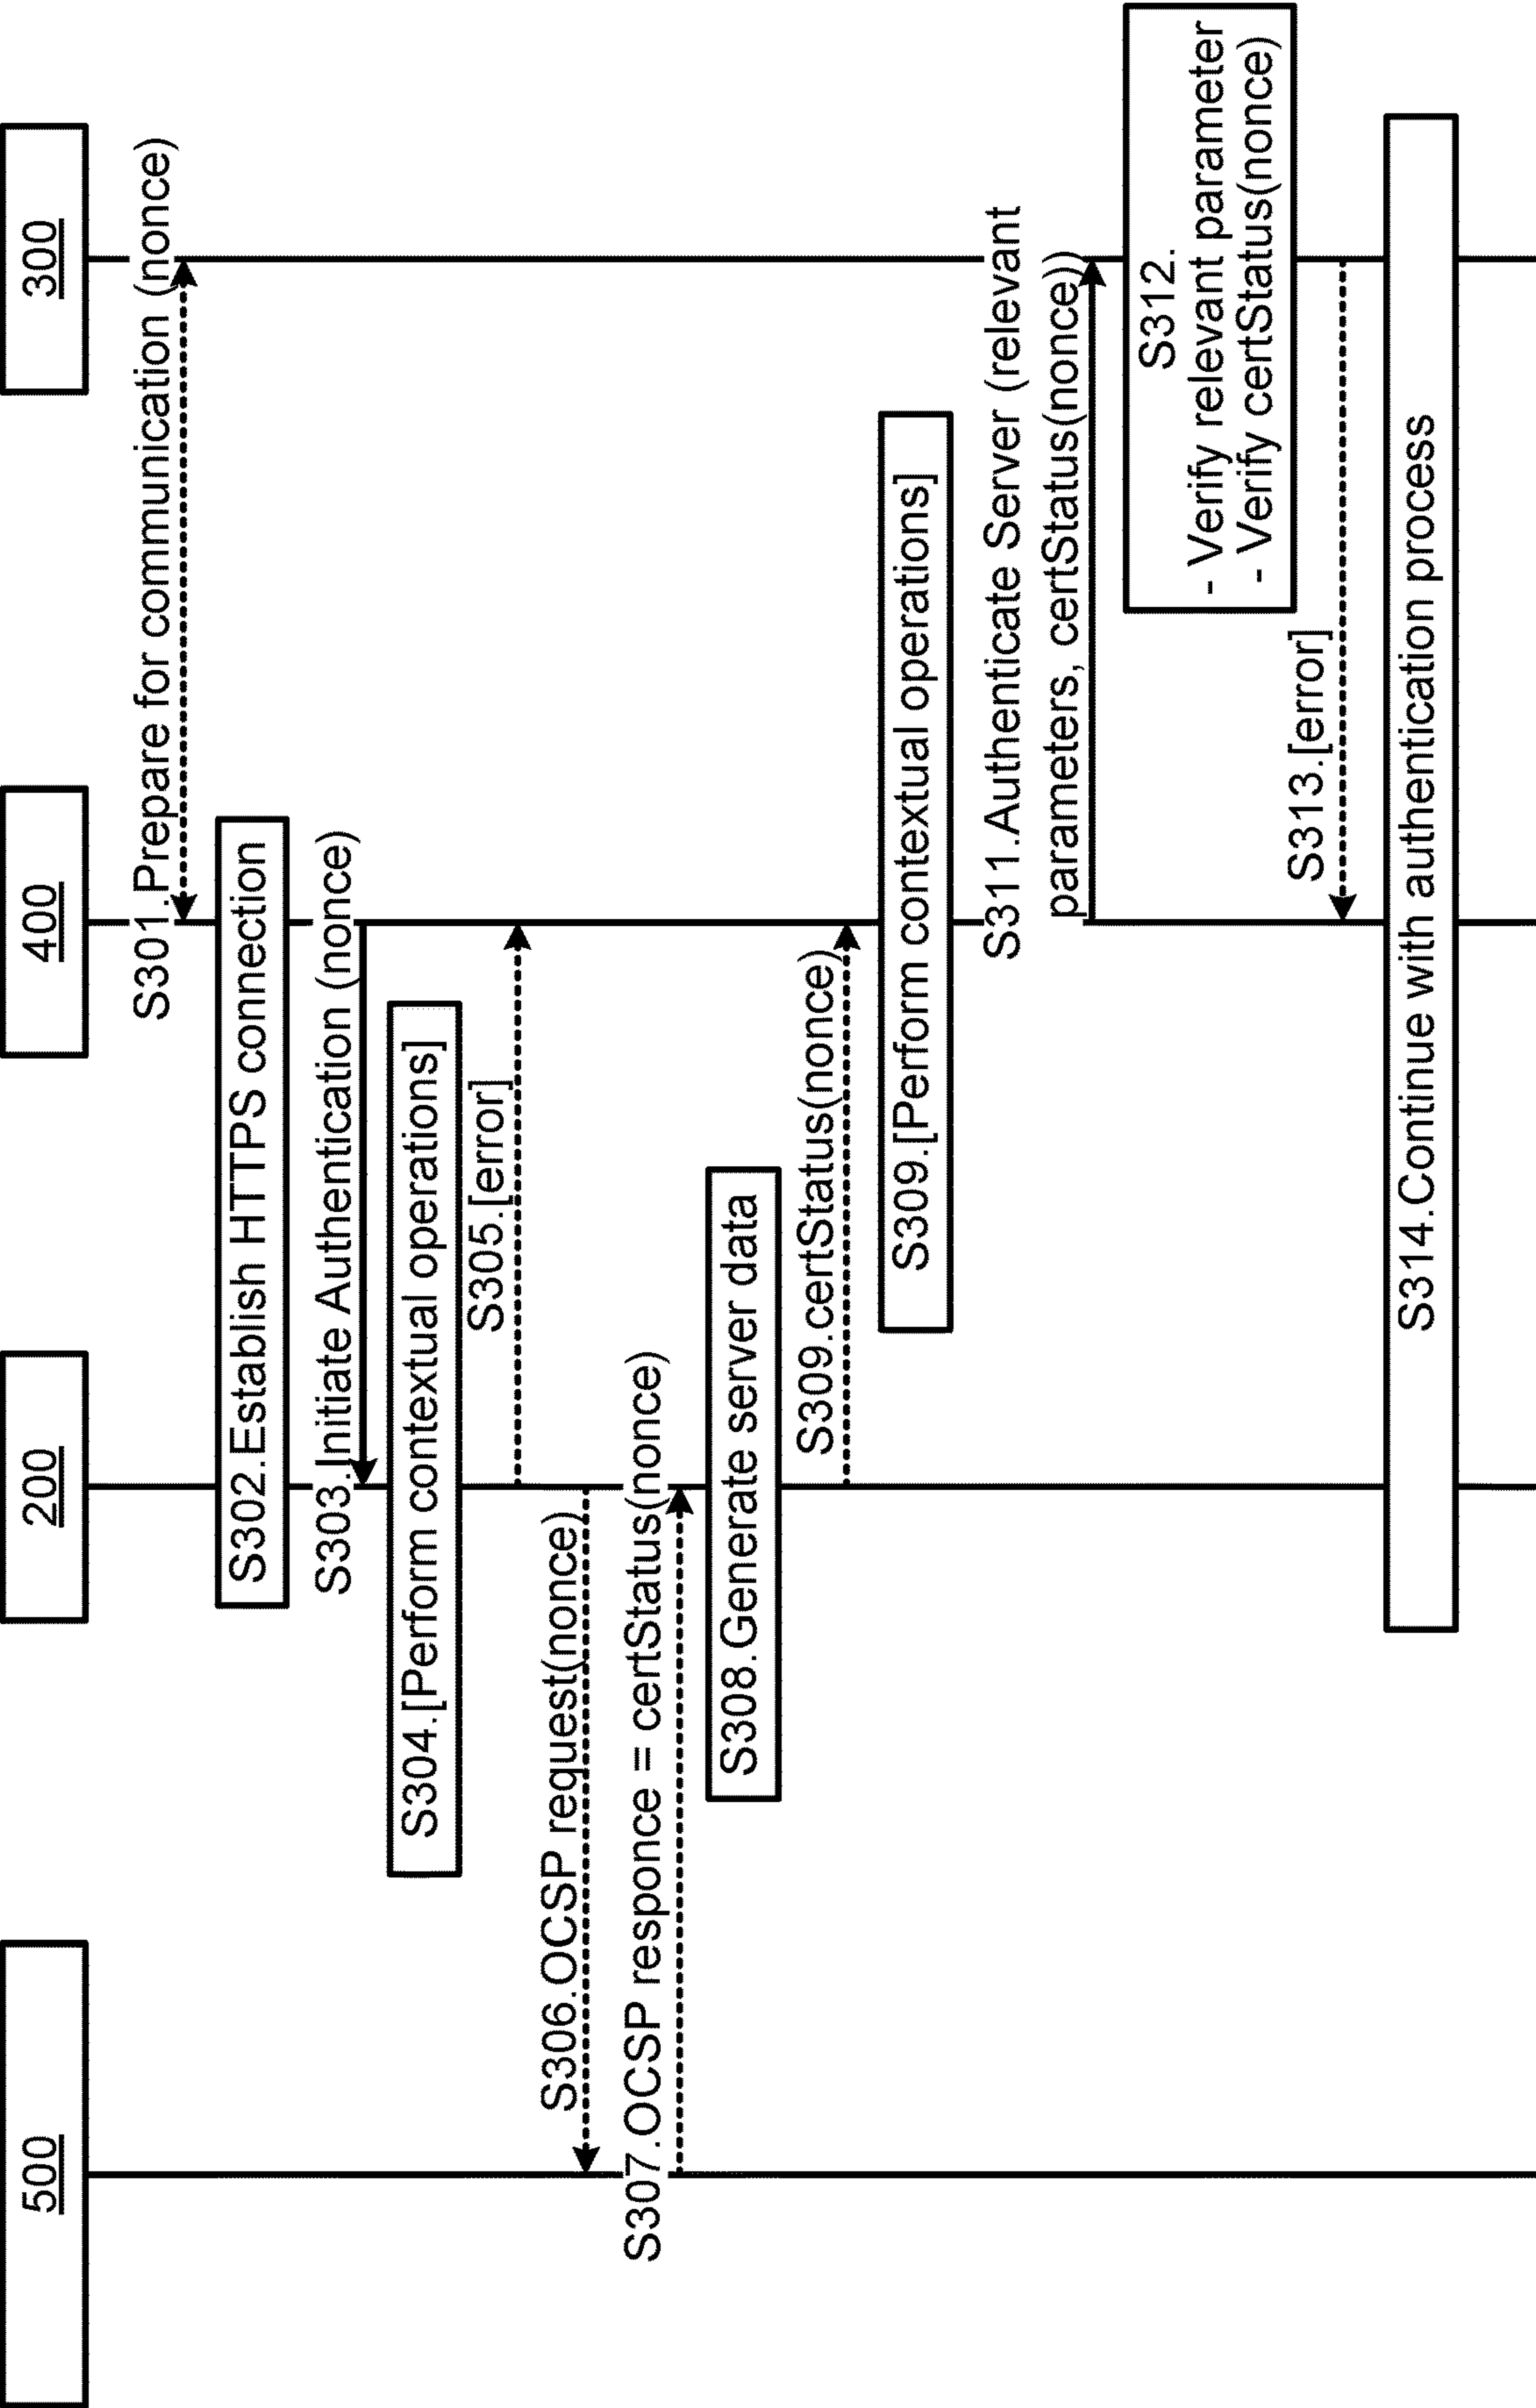 500
200
400
300
S301.Prepare for communication (nonce)
S302.Establish HTTPS connection
S303.Initiate Authentication (nonce)
S304.[Perform contextual operations]
S305.[error]
S306.OCSP request(nonce)
S307.OCSP responce = certStatus(nonce)
S308.Generate server data
S309.certStatus(nonce)
S309.[Perform contextual operations]
S311.Authenticate Server (relevant
parameters, certStatus(nonce))
S312.
- Verify relevant parameter
- Verify certStatus(nonce)
S313.[error]
S314.Continue with authentication process